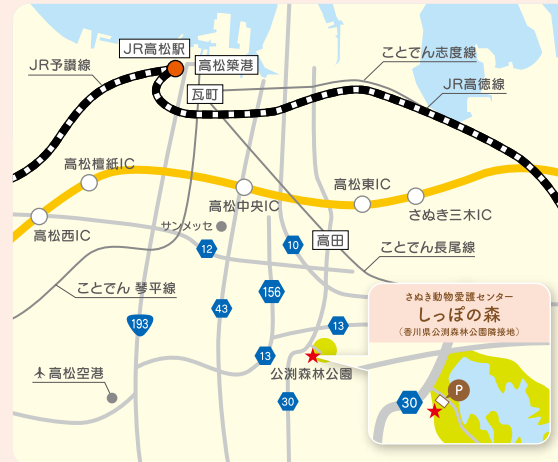 JR高松駅
高松築港
JR予讃線
瓦町
ことでん志度線
JR高徳線
高松檀紙IC
高松中央IC
高松東IC
さぬき三木IC
高松西IC
サンメッセ
高田
10
12
ことでん長尾線
ことでん 琴平線
156
43
193
13
13
公渕森林公園
30
高松空港
さぬき動物愛護センター
しっぽの森
(香川県公渕森林公園隣接地)
30
P